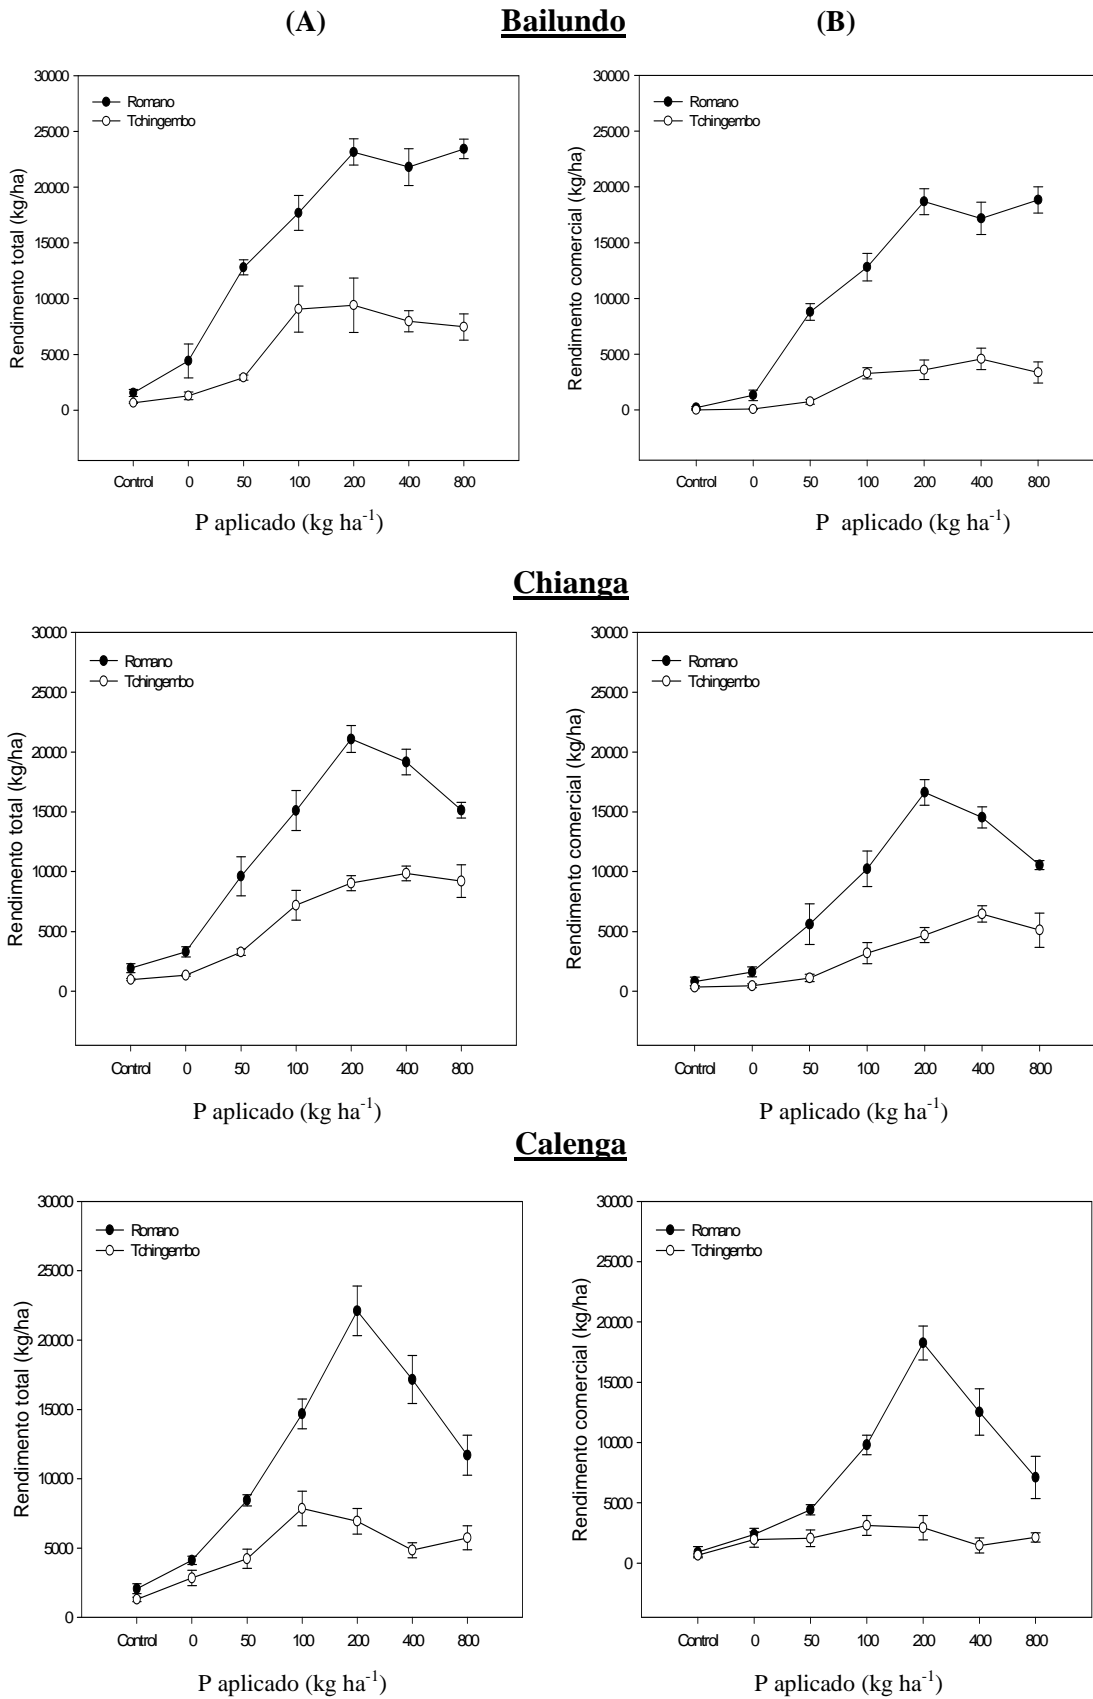 (A) Bailundo (B)
30000
25000
20000
15000
10000
5000
0
Rendimento total (kg/ha)
Romano
Tchingembo
Control 0 50 100 200 400 800
P aplicado (kg ha-1)
30000
25000
20000
15000
10000
5000
0
Rendimento comercial (kg/ha)
Romano
Tchingembo
Control 0 50 100 200 400 800
P aplicado (kg ha-1)
Chianga
30000
25000
20000
15000
10000
5000
0
Rendimento total (kg/ha)
Romano
Tchingembo
Control 0 50 100 200 400 800
P aplicado (kg ha-1)
30000
25000
20000
15000
10000
5000
0
Rendimento comercial (kg/ha)
Romano
Tchingembo
Control 0 50 100 200 400 800
P aplicado (kg ha-1)
Calenga
30000
25000
20000
15000
10000
5000
0
Rendimento total (kg/ha)
Romano
Tchingembo
Control 0 50 100 200 400 800
P aplicado (kg ha-1)
30000
25000
20000
15000
10000
5000
0
Rendimento comercial (kg/ha)
Romano
Tchingembo
Control 0 50 100 200 400 800
P aplicado (kg ha-1)